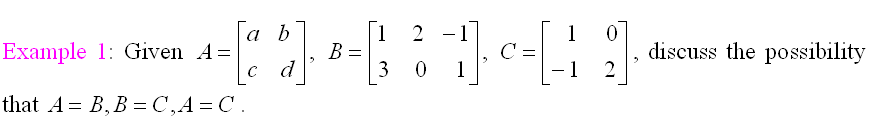 Example 1: Given A = [a b; c d], B = [1 2 −1; 3 0 1], C = [1 0; −1 2], discuss the possibility
that A = B, B = C, A = C .